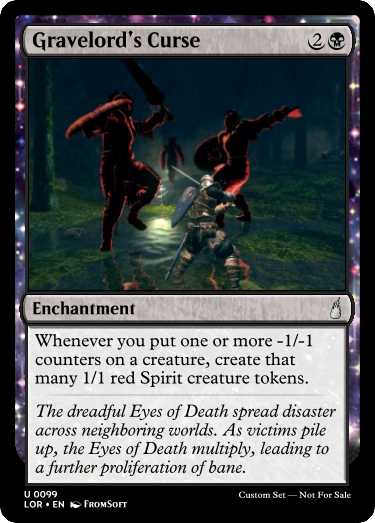 Gravelord's Curse 2
Enchantment
Whenever you put one or more -1/-1
counters on a creature, create that
many 1/1 red Spirit creature tokens.
The dreadful Eyes of Death spread disaster
across neighboring worlds. As victims pile
up, the Eyes of Death multiply, leading to
a further proliferation of bane.
U 0099
LOR • EN FROMSOFT
Custom Set — Not For Sale